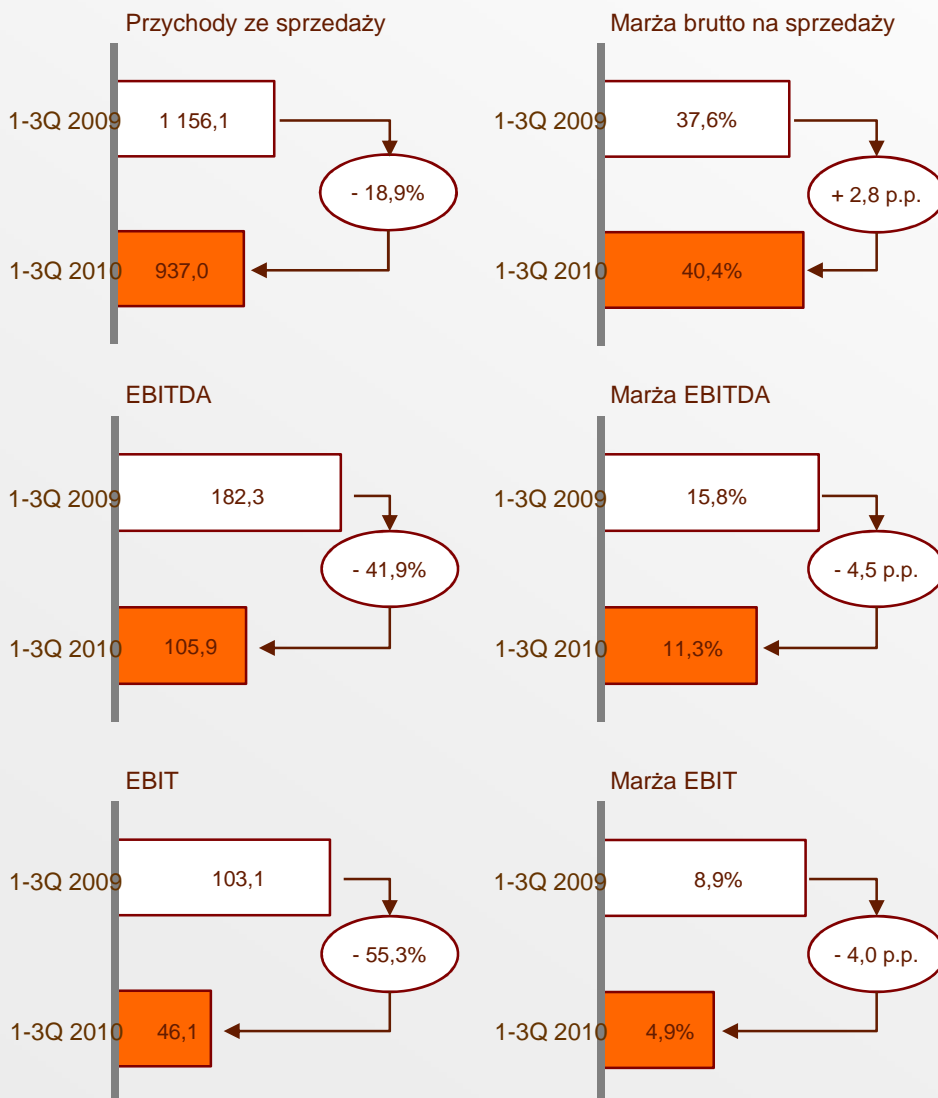 Przychody ze sprzedaży
1-3Q 2009
1 156,1
- 18,9%
1-3Q 2010
937,0
Marża brutto na sprzedaży
1-3Q 2009
37,6%
+ 2,8 p.p.
1-3Q 2010
40,4%
EBITDA
1-3Q 2009
182,3
- 41,9%
1-3Q 2010
105,9
Marża EBITDA
1-3Q 2009
15,8%
- 4,5 p.p.
1-3Q 2010
11,3%
EBIT
1-3Q 2009
103,1
- 55,3%
1-3Q 2010
46,1
Marża EBIT
1-3Q 2009
8,9%
- 4,0 p.p.
1-3Q 2010
4,9%